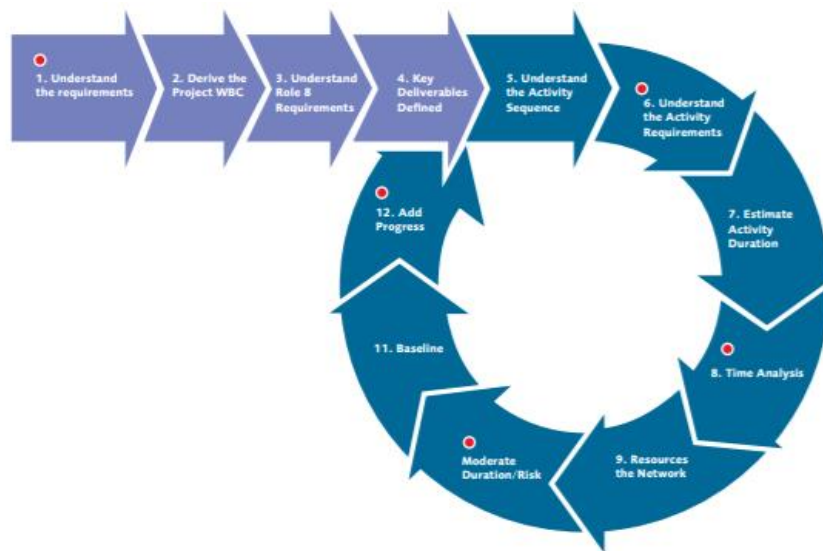 1. Understand
the requirements
2. Derive the
Project WBC
3. Understand
Role 8
Requirements
4. Key
Deliverables
Defined
5. Understand
the Activity
Sequence
6. Understand
the Activity
Requirements
7. Estimate
Activity
Duration
8. Time Analysis
9. Resources
the Network
Moderate
Duration/Risk
11. Baseline
12. Add
Progress